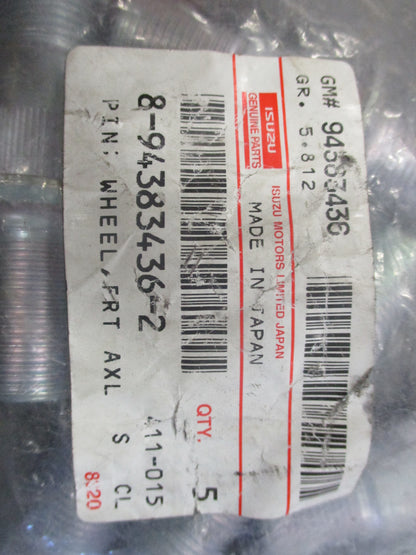 GM# 94383436
GR. 5.812
ISUZU
GENUINE PARTS
ISUZU MOTORS LIMITED JAPAN
MADE IN JAPAN
8-94383436-2
QTY. 5
PIN; WHEEL, FRT AXL
411-015
S CL
8:20